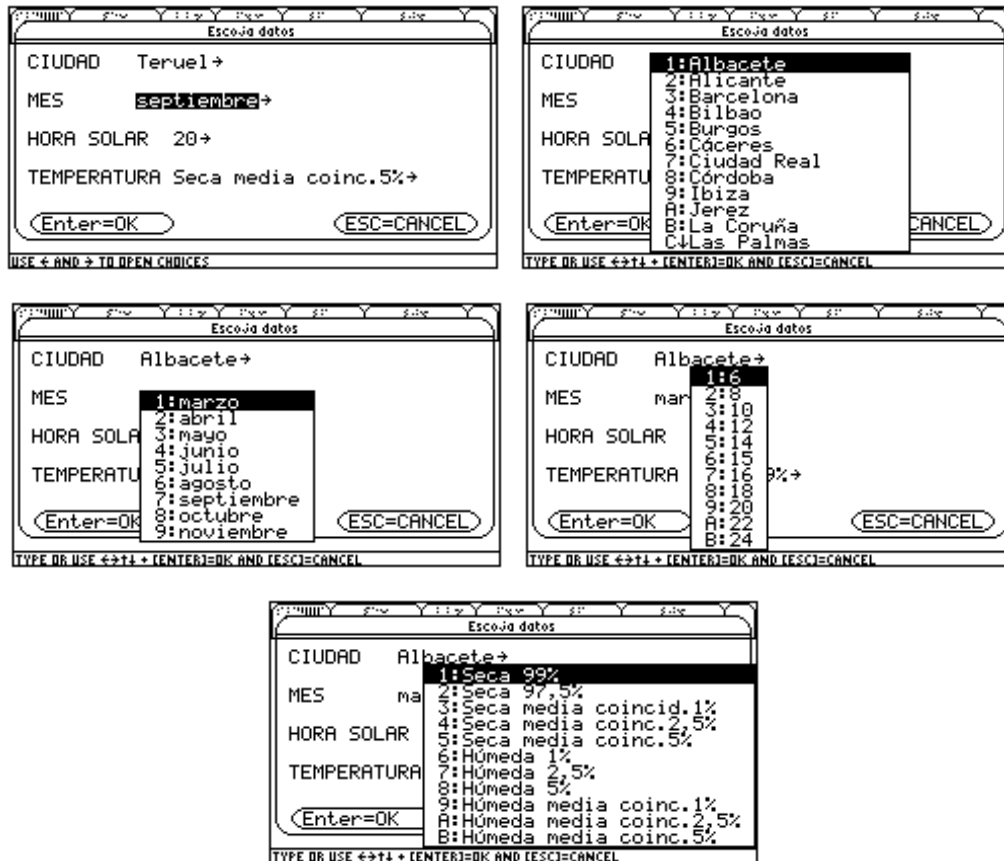 Escoja datos
CIUDAD Teruel→
MES septiembre→
HORA SOLAR 20→
TEMPERATURA Seca media coinc.5%→
Enter=OK ESC=CANCEL
USE ← AND → TO OPEN CHOICES
Escoja datos
CIUDAD
MES
HORA SOLA
TEMPERATU
1:Albacete
2:Alicante
3:Barcelona
4:Bilbao
5:Burgos
6:Cáceres
7:Ciudad Real
8:Córdoba
9:Ibiza
A:Jerez
B:La Coruña
C↓Las Palmas
Enter=OK CANCEL
TYPE OR USE ←→↑↓ + [ENTER]=OK AND [ESC]=CANCEL
Escoja datos
CIUDAD Albacete→
MES
HORA SOLA
TEMPERATU
1:marzo
2:abril
3:mayo
4:junio
5:julio
6:agosto
7:septiembre
8:octubre
9:noviembre
Enter=OK ESC=CANCEL
TYPE OR USE ←→↑↓ + [ENTER]=OK AND [ESC]=CANCEL
Escoja datos
CIUDAD Albacete→
MES mar
HORA SOLAR
TEMPERATURA 9%→
1:6
2:8
3:10
4:12
5:14
6:15
7:16
8:18
9:20
A:22
B:24
Enter=OK ESC=CANCEL
TYPE OR USE ←→↑↓ + [ENTER]=OK AND [ESC]=CANCEL
Escoja datos
CIUDAD Albacete→
MES ma
HORA SOLAR
TEMPERATURA
1:Seca 99%
2:Seca 97,5%
3:Seca media coincid.1%
4:Seca media coinc.2,5%
5:Seca media coinc.5%
6:Húmeda 1%
7:Húmeda 2,5%
8:Húmeda 5%
9:Húmeda media coinc.1%
A:Húmeda media coinc.2,5%
B:Húmeda media coinc.5%
Enter=OK
TYPE OR USE ←→↑↓ + [ENTER]=OK AND [ESC]=CANCEL